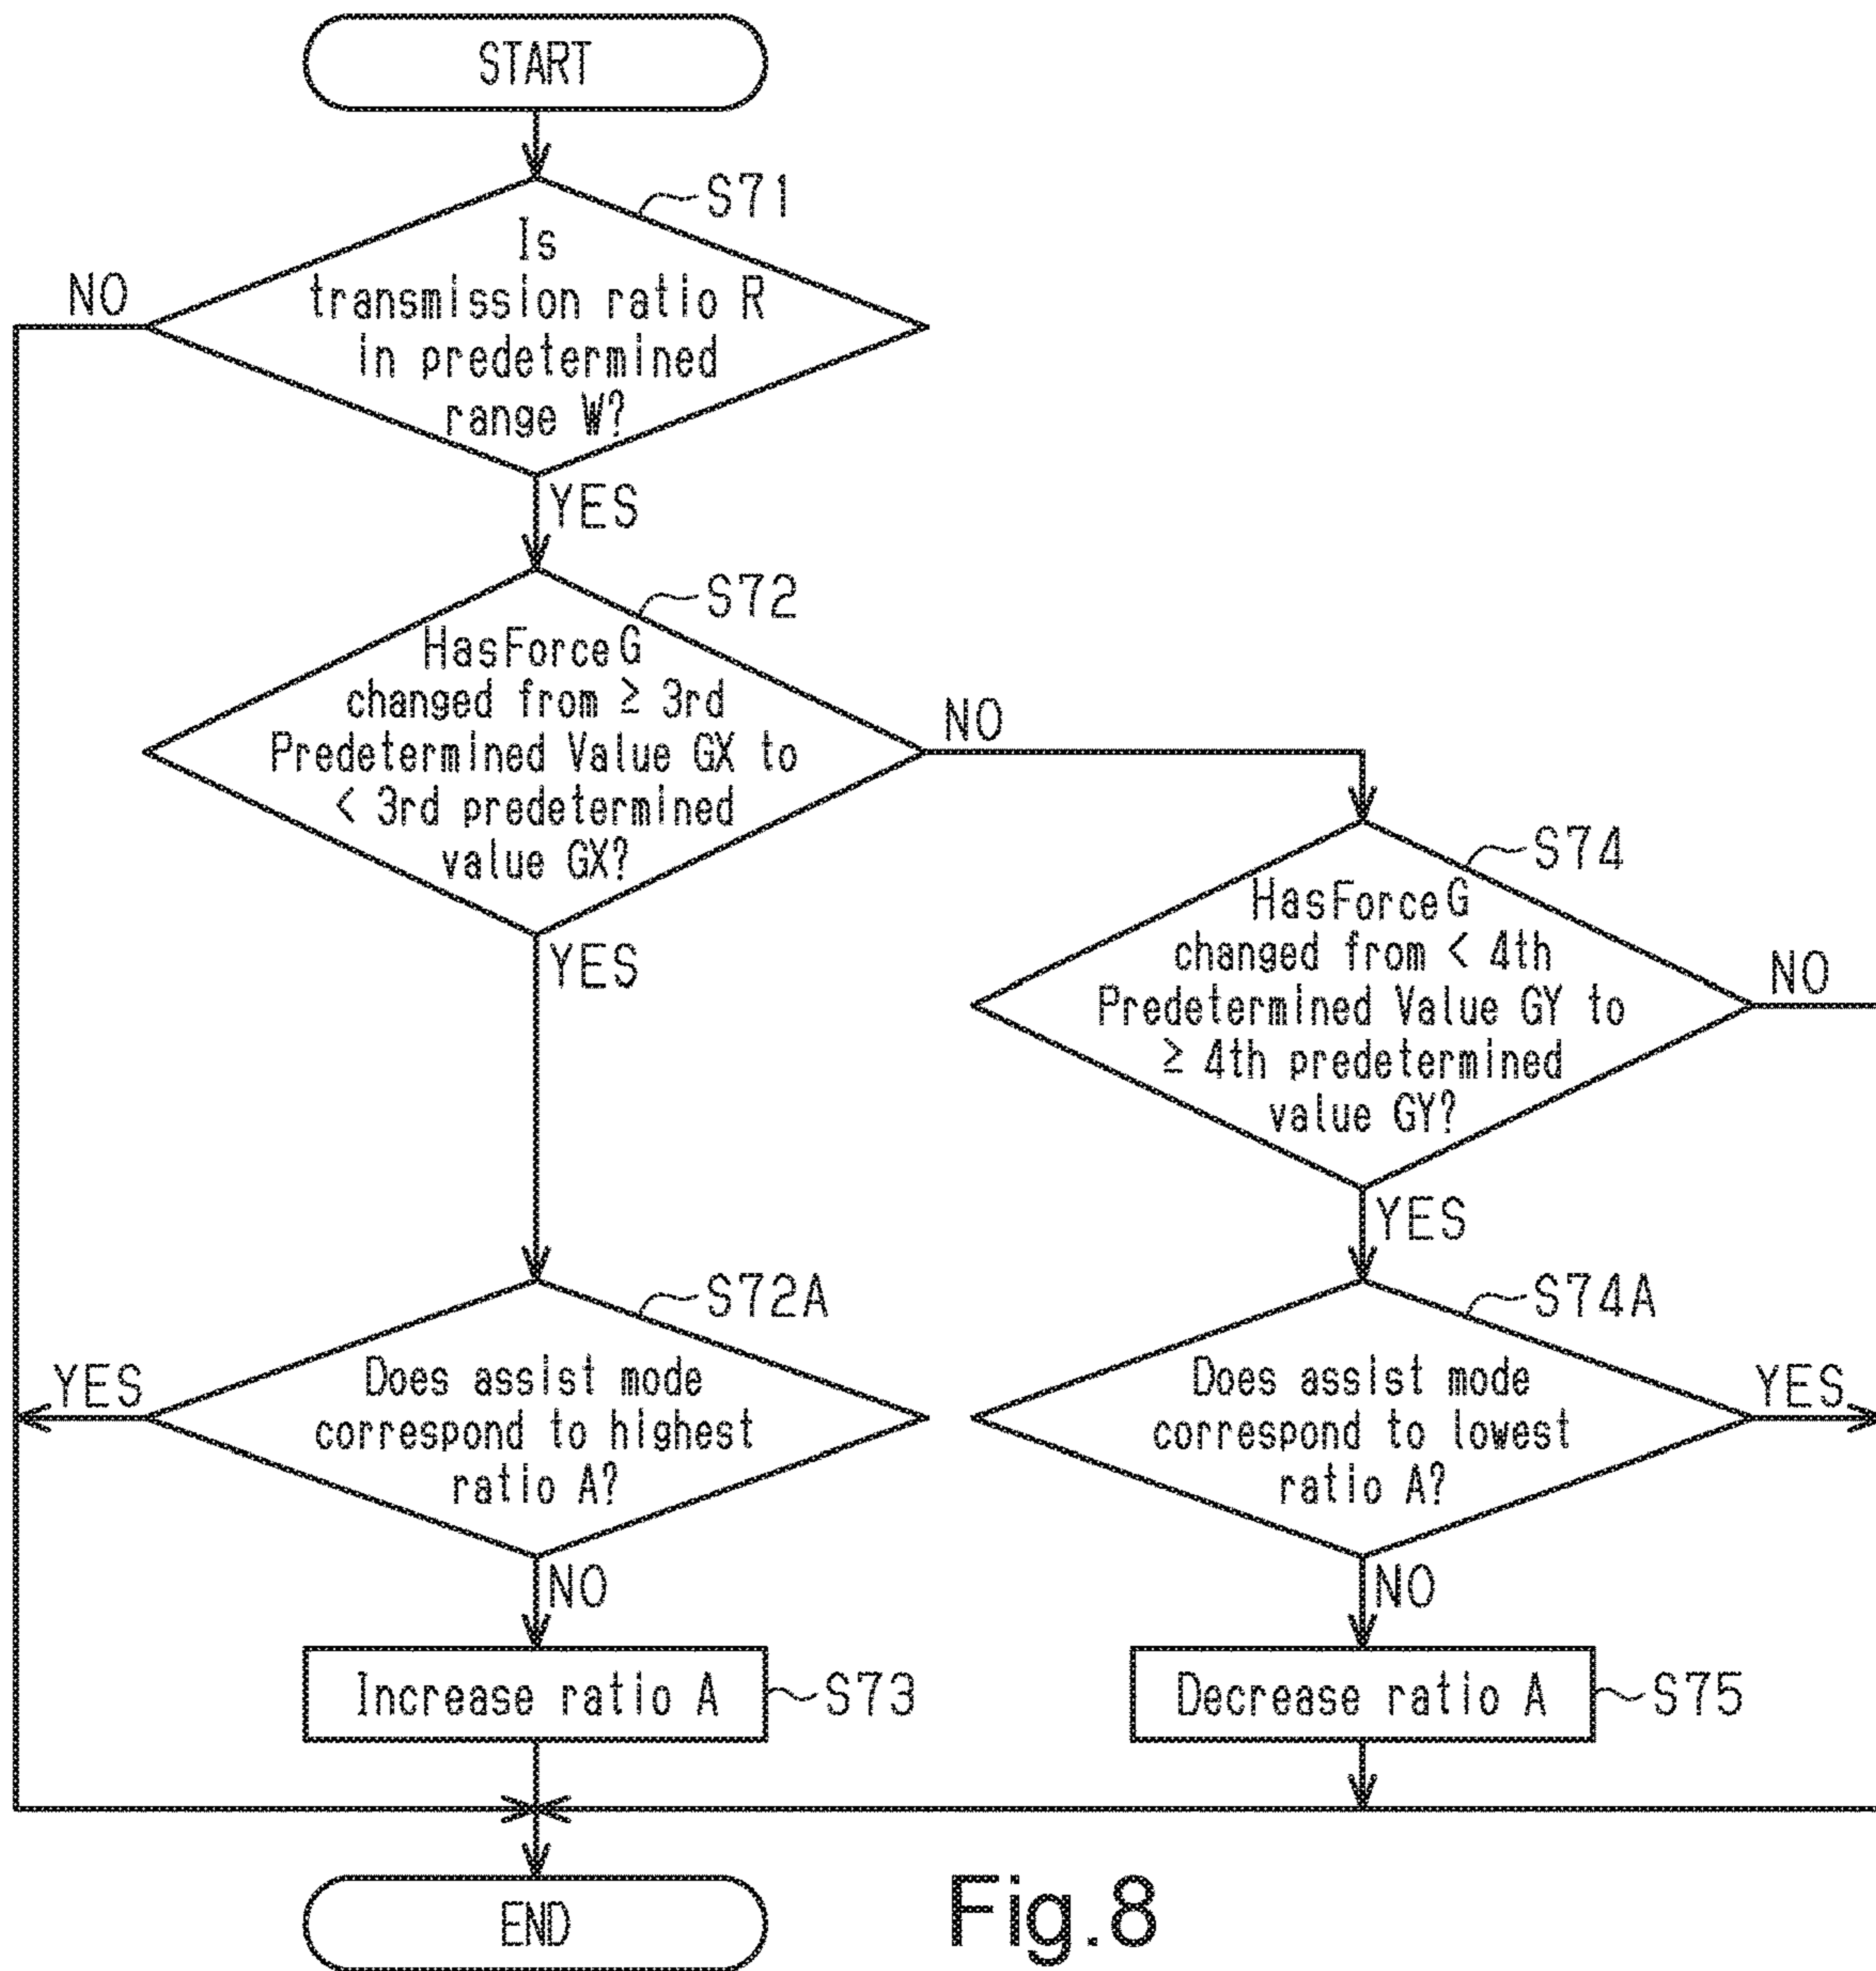 START
S71
Is
transmission ratio R
in predetermined
range W?
NO
YES
S72
HasForce G
changed from ≥ 3rd
Predetermined Value GX to
< 3rd predetermined
value GX?
NO
YES
S74
HasForce G
changed from < 4th
Predetermined Value GY to
≥ 4th predetermined
value GY?
NO
YES
S72A
Does assist mode
correspond to highest
ratio A?
YES
NO
S74A
Does assist mode
correspond to lowest
ratio A?
YES
NO
Increase ratio A
S73
Decrease ratio A
S75
END
Fig.8